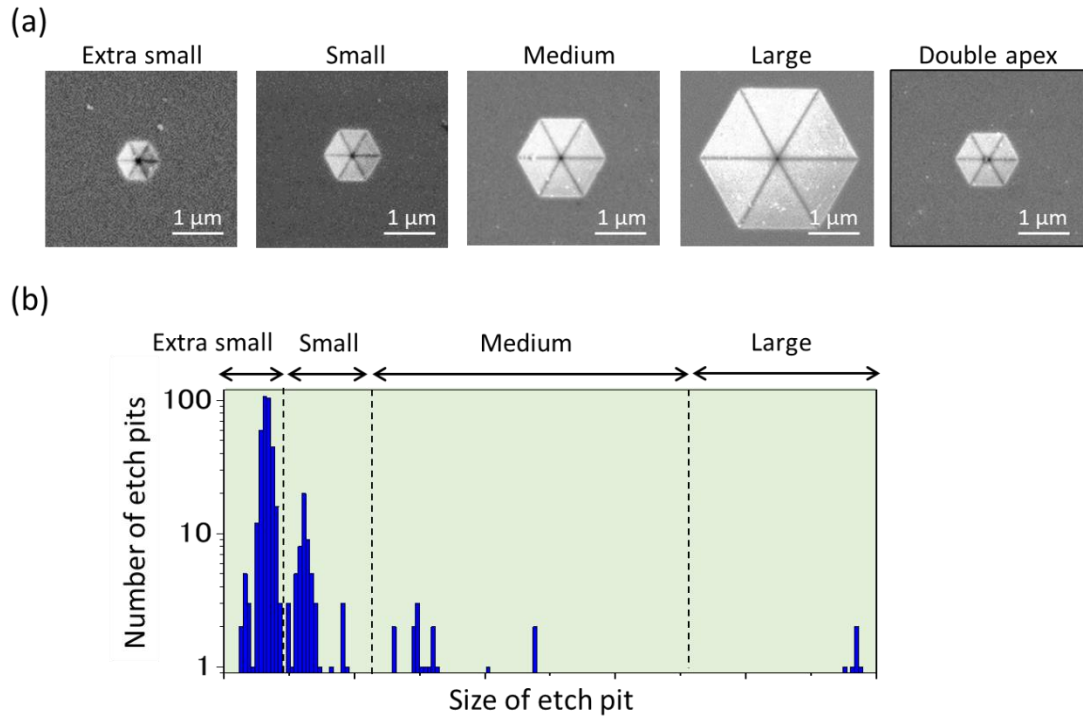 (a)
Extra small Small Medium Large Double apex
1 μm 1 μm 1 μm 1 μm 1 μm
(b)
Extra small Small Medium Large
Number of etch pits
100
10
1
Size of etch pit